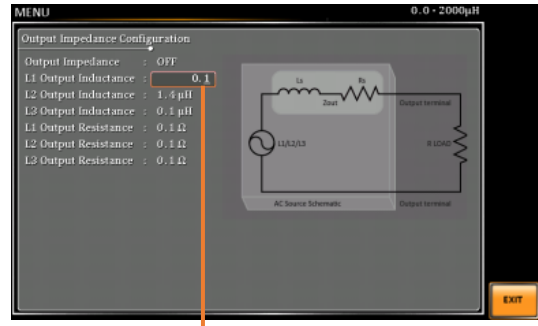 MENU 0.0 - 2000μH
Output Impedance Configuration
Output Impedance : OFF
L1 Output Inductance : 0.1
L2 Output Inductance : 1.4 μH
L3 Output Inductance : 0.1 μH
L1 Output Resistance : 0.1 Ω
L2 Output Resistance : 0.1 Ω
L3 Output Resistance : 0.1 Ω
Ls Rs
Zout
Output terminal
L1/L2/L3
R LOAD
AC Source Schematic
Output terminal
EXIT